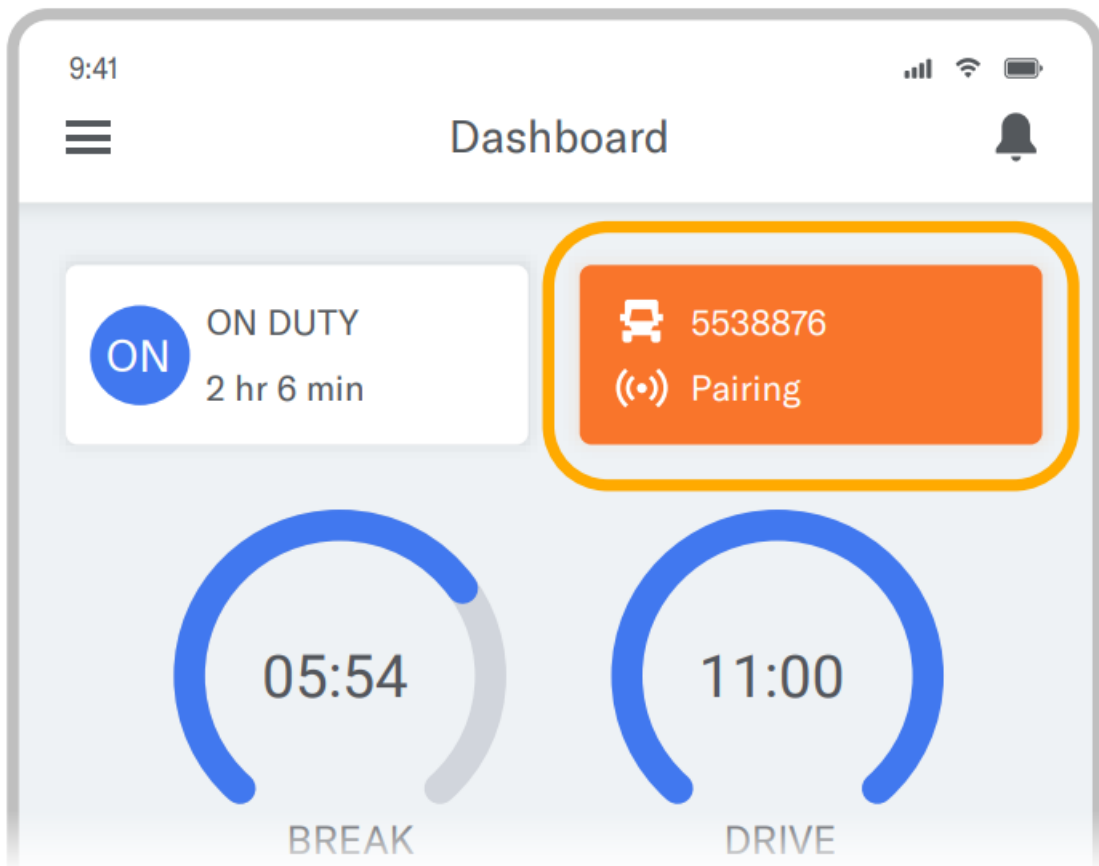 9:41
Dashboard
ON
ON DUTY
2 hr 6 min
5538876
Pairing
05:54
BREAK
11:00
DRIVE